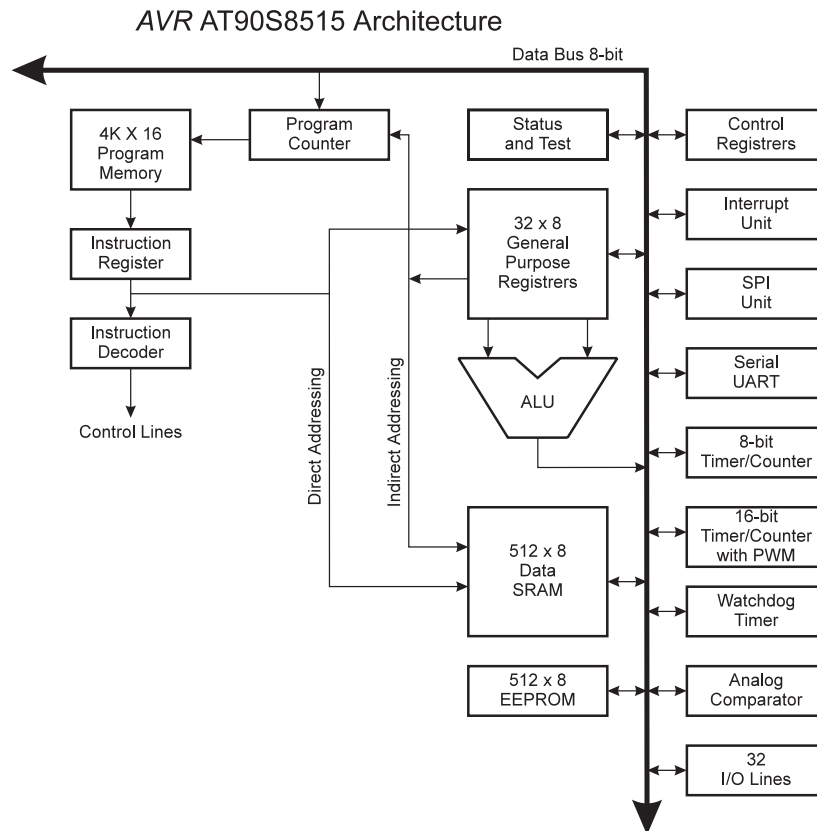 AVR AT90S8515 Architecture
Data Bus 8-bit
4K X 16
Program
Memory
Program
Counter
Status
and Test
Control
Registrers
Instruction
Register
32 x 8
General
Purpose
Registrers
Interrupt
Unit
SPI
Unit
Instruction
Decoder
Control Lines
Direct Addressing
Indirect Addressing
ALU
Serial
UART
8-bit
Timer/Counter
512 x 8
Data
SRAM
16-bit
Timer/Counter
with PWM
Watchdog
Timer
512 x 8
EEPROM
Analog
Comparator
32
I/O Lines